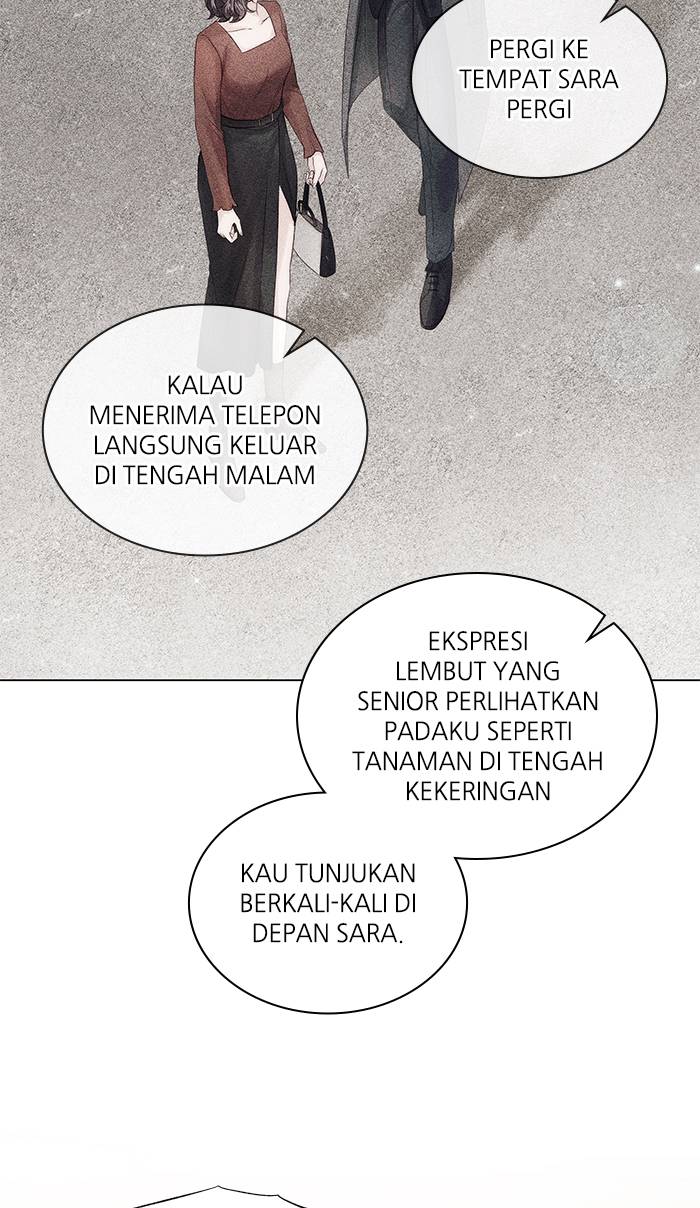 PERGI KE
TEMPAT SARA
PERGI
KALAU
MENERIMA TELEPON
LANGSUNG KELUAR
DI TENGAH MALAM
EKSPRESI
LEMBUT YANG
SENIOR PERLIHATKAN
PADAKU SEPERTI
TANAMAN DI TENGAH
KEKERINGAN
KAU TUNJUKAN
BERKALI-KALI DI
DEPAN SARA.